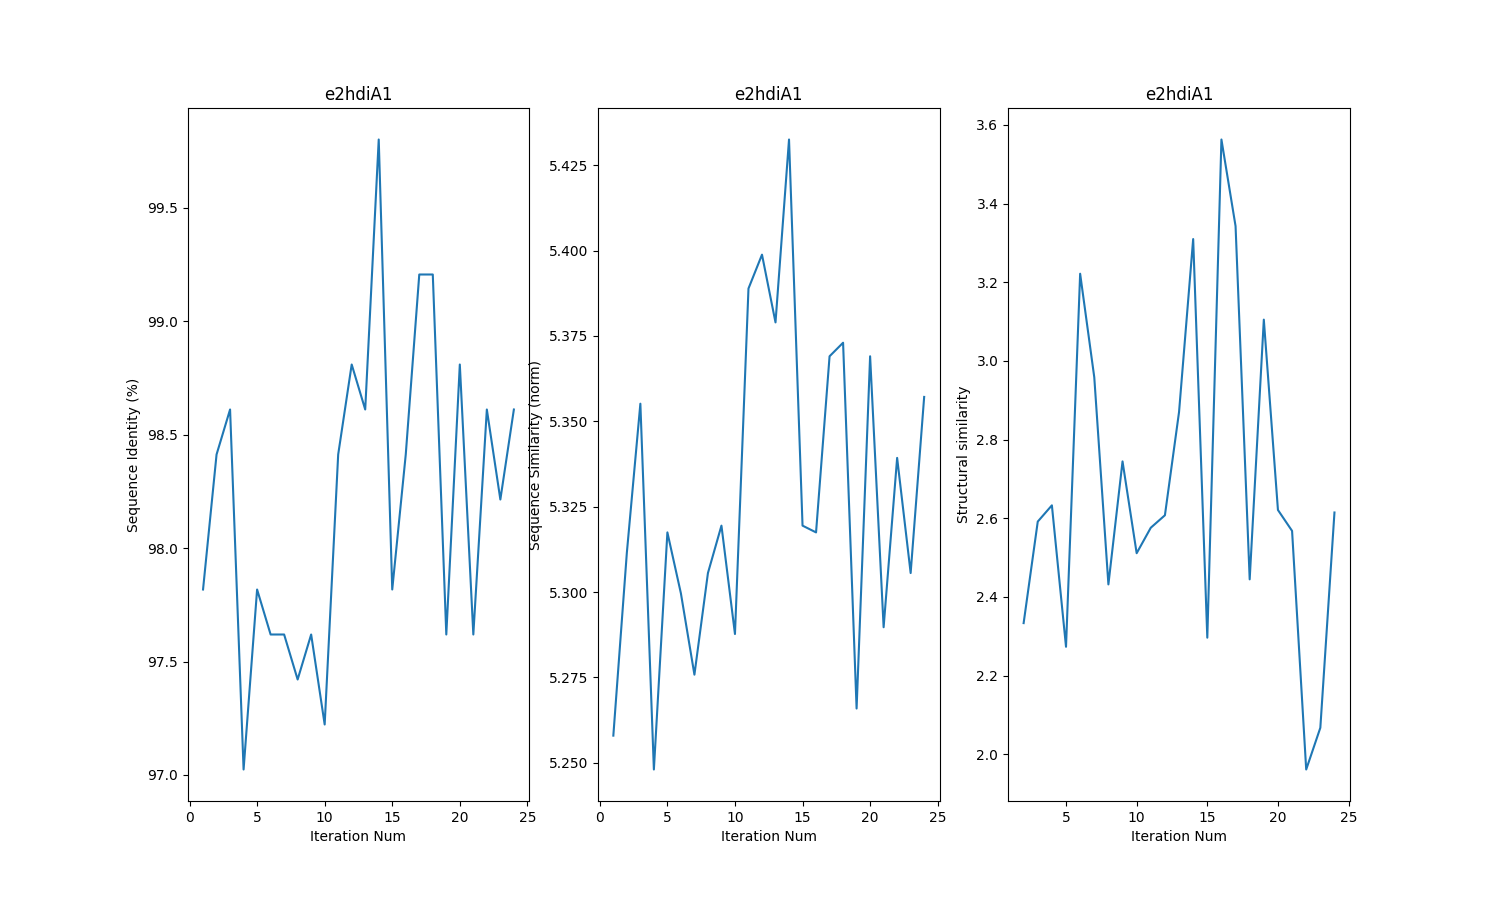 e2hdiA1
Sequence Identity (%)
99.5
99.0
98.5
98.0
97.5
97.0
0 5 10 15 20 25
Iteration Num
e2hdiA1
Sequence Similarity (norm)
5.425
5.400
5.375
5.350
5.325
5.300
5.275
5.250
0 5 10 15 20 25
Iteration Num
e2hdiA1
Structural similarity
3.6
3.4
3.2
3.0
2.8
2.6
2.4
2.2
2.0
5 10 15 20 25
Iteration Num